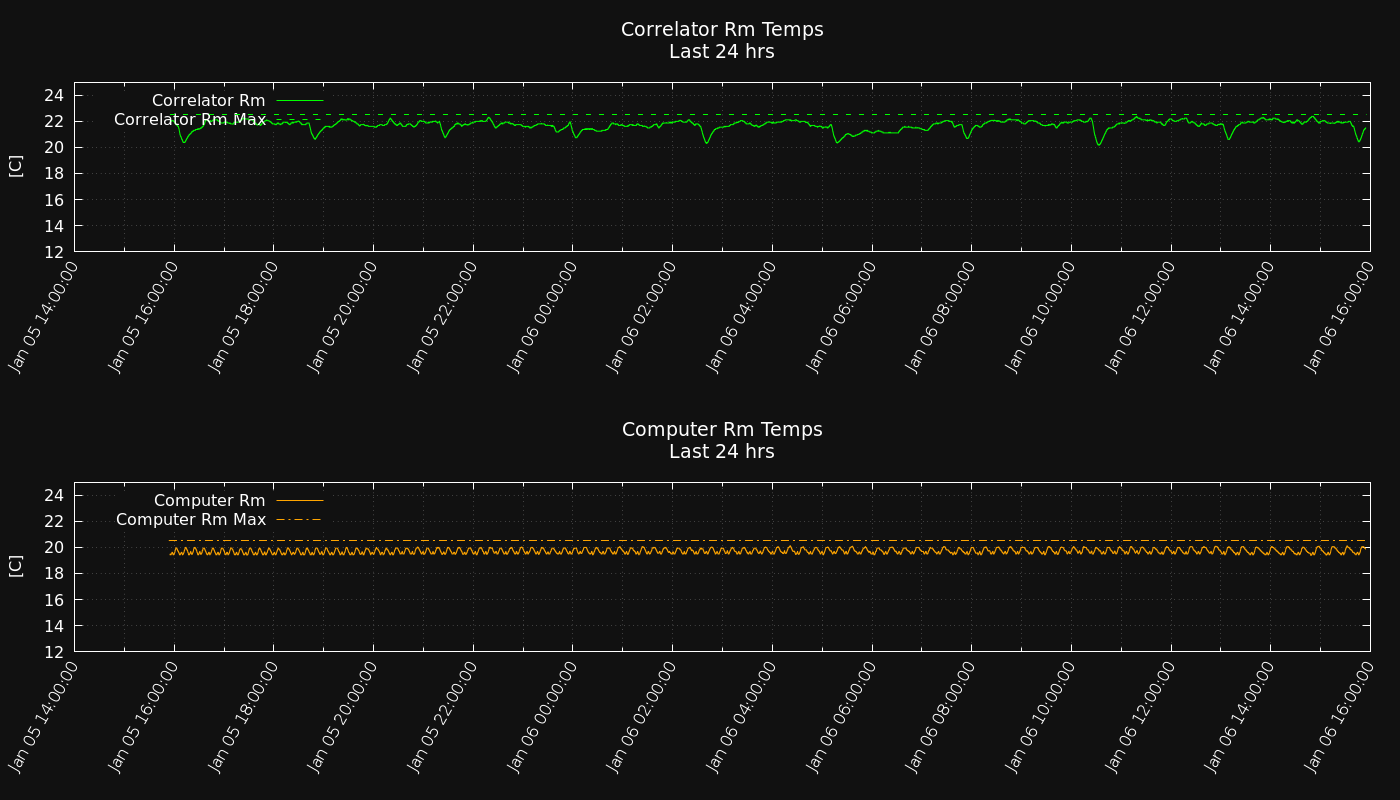 Correlator Rm Temps
Last 24 hrs
Correlator Rm
Correlator Rm Max
24
22
20
18
16
14
12
[C]
Jan 05 14:00:00
Jan 05 16:00:00
Jan 05 18:00:00
Jan 05 20:00:00
Jan 05 22:00:00
Jan 06 00:00:00
Jan 06 02:00:00
Jan 06 04:00:00
Jan 06 06:00:00
Jan 06 08:00:00
Jan 06 10:00:00
Jan 06 12:00:00
Jan 06 14:00:00
Jan 06 16:00:00
Computer Rm Temps
Last 24 hrs
Computer Rm
Computer Rm Max
24
22
20
18
16
14
12
[C]
Jan 05 14:00:00
Jan 05 16:00:00
Jan 05 18:00:00
Jan 05 20:00:00
Jan 05 22:00:00
Jan 06 00:00:00
Jan 06 02:00:00
Jan 06 04:00:00
Jan 06 06:00:00
Jan 06 08:00:00
Jan 06 10:00:00
Jan 06 12:00:00
Jan 06 14:00:00
Jan 06 16:00:00